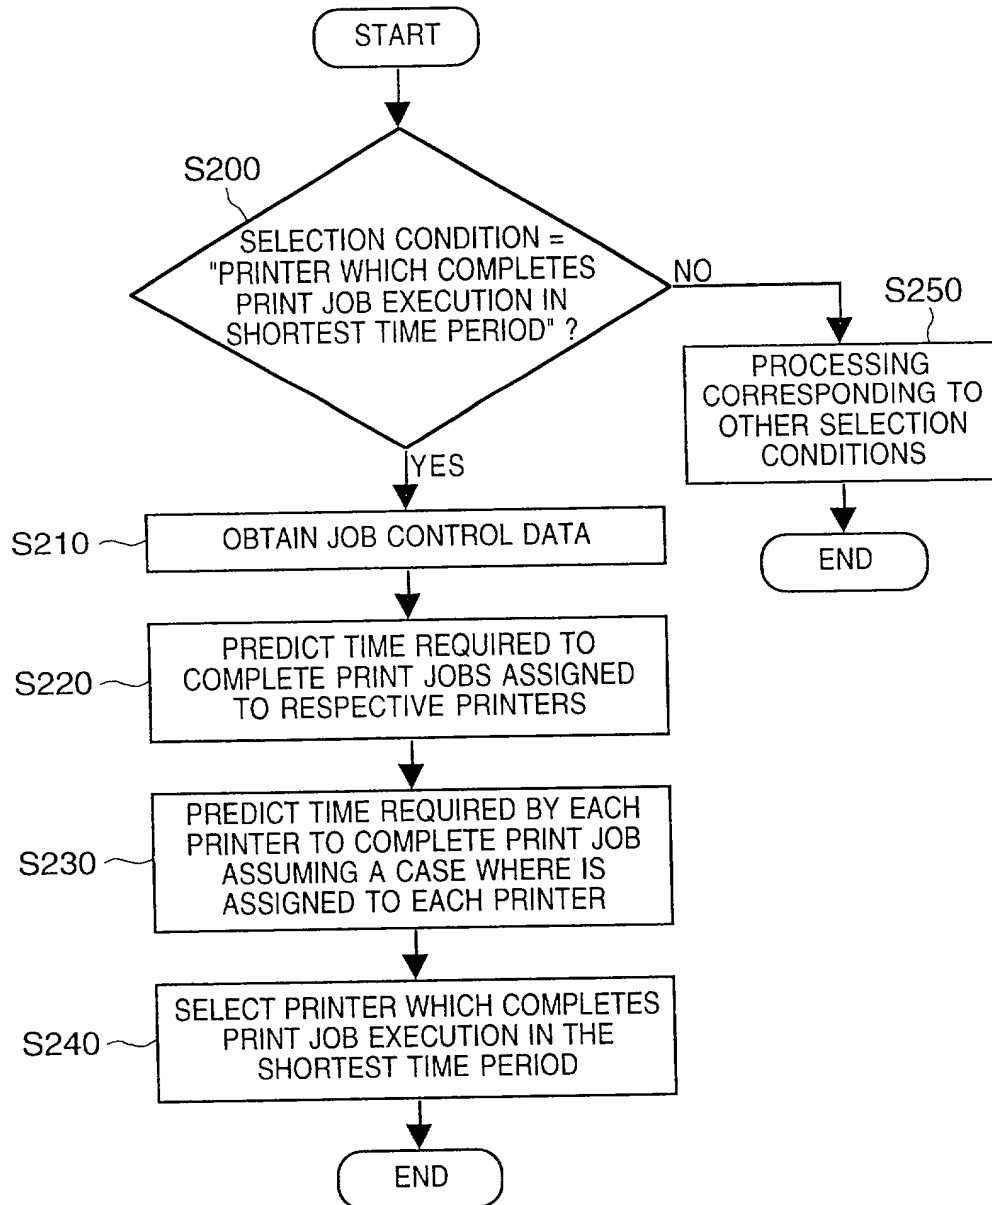 START
S200
SELECTION CONDITION =
"PRINTER WHICH COMPLETES
PRINT JOB EXECUTION IN
SHORTEST TIME PERIOD" ?
NO
S250
PROCESSING
CORRESPONDING TO
OTHER SELECTION
CONDITIONS
END
YES
S210
OBTAIN JOB CONTROL DATA
S220
PREDICT TIME REQUIRED TO
COMPLETE PRINT JOBS ASSIGNED
TO RESPECTIVE PRINTERS
S230
PREDICT TIME REQUIRED BY EACH
PRINTER TO COMPLETE PRINT JOB
ASSUMING A CASE WHERE IS
ASSIGNED TO EACH PRINTER
S240
SELECT PRINTER WHICH COMPLETES
PRINT JOB EXECUTION IN THE
SHORTEST TIME PERIOD
END